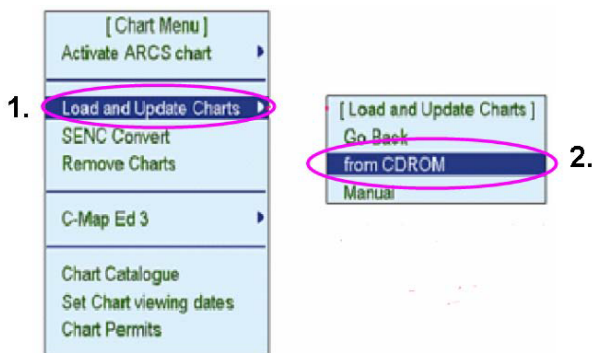 [ Chart Menu ]
Activate ARCS chart
1.
Load and Update Charts
SENC Convert
Remove Charts
C-Map Ed 3
Chart Catalogue
Set Chart viewing dates
Chart Permits
[ Load and Update Charts ]
Go Back
from CDROM
2.
Manual